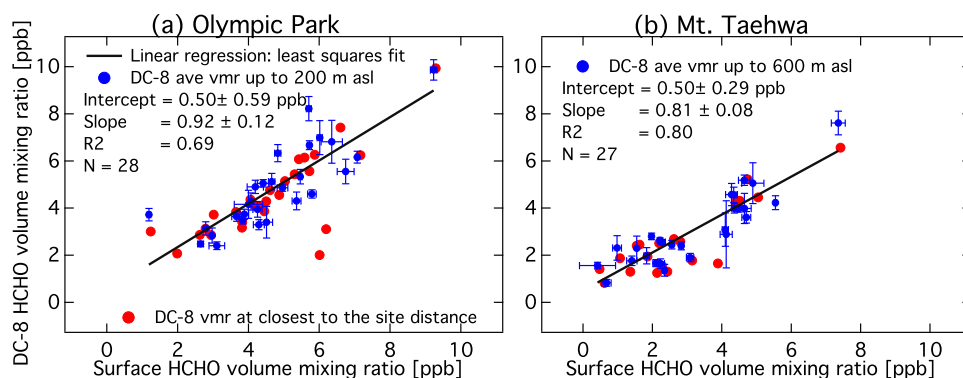 (a) Olympic Park
Linear regression: least squares fit
DC-8 ave vmr up to 200 m asl
Intercept = 0.50± 0.59 ppb
Slope = 0.92 ± 0.12
R2 = 0.69
N = 28
DC-8 vmr at closest to the site distance
DC-8 HCHO volume mixing ratio [ppb]
10
8
6
4
2
0
0 2 4 6 8 10
Surface HCHO volume mixing ratio [ppb]
(b) Mt. Taehwa
DC-8 ave vmr up to 600 m asl
Intercept = 0.50± 0.29 ppb
Slope = 0.81 ± 0.08
R2 = 0.80
N = 27
10
8
6
4
2
0
0 2 4 6 8 10
Surface HCHO volume mixing ratio [ppb]